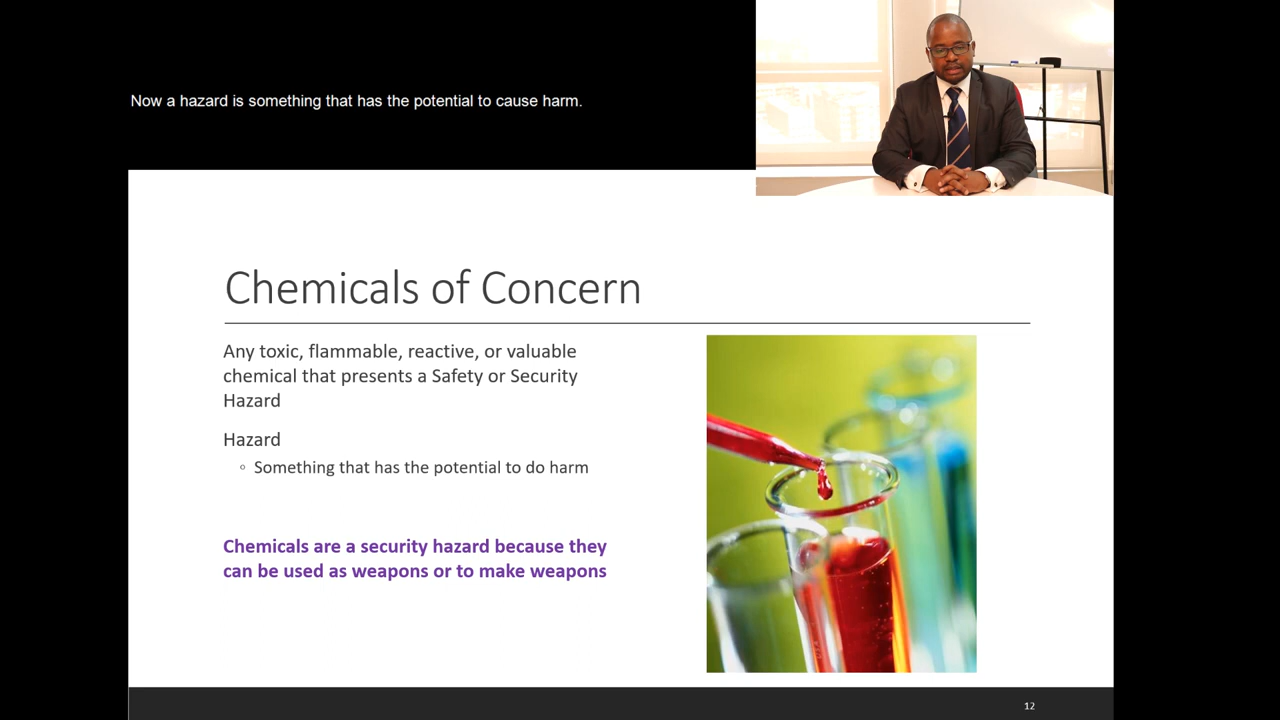 Now a hazard is something that has the potential to cause harm.
Chemicals of Concern
Any toxic, flammable, reactive, or valuable
chemical that presents a Safety or Security
Hazard
Hazard
◦ Something that has the potential to do harm
Chemicals are a security hazard because they
can be used as weapons or to make weapons
12